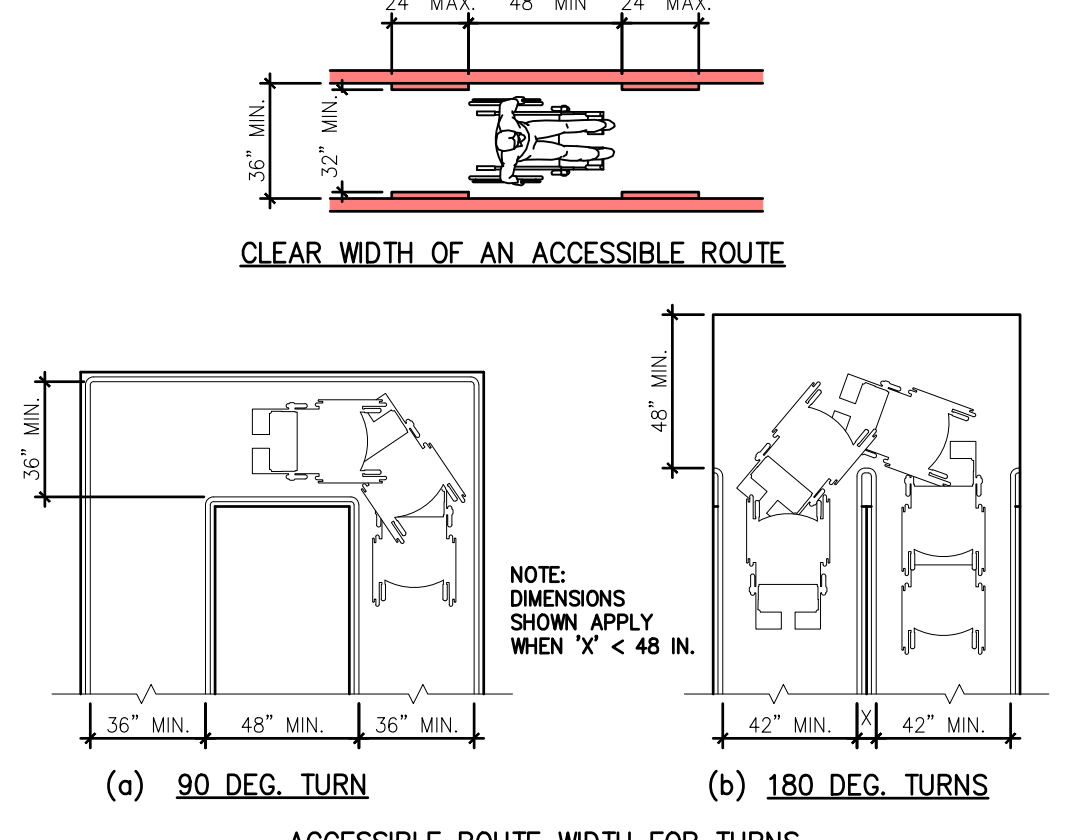 24" MAX. 48" MIN 24" MAX.
36" MIN.
32" MIN.
CLEAR WIDTH OF AN ACCESSIBLE ROUTE
36" MIN.
48" MIN.
NOTE:
DIMENSIONS
SHOWN APPLY
WHEN 'X' < 48 IN.
36" MIN. 48" MIN. 36" MIN.
42" MIN. X 42" MIN.
(a) 90 DEG. TURN
(b) 180 DEG. TURNS
ACCESSIBLE ROUTE WIDTH FOR TURNS